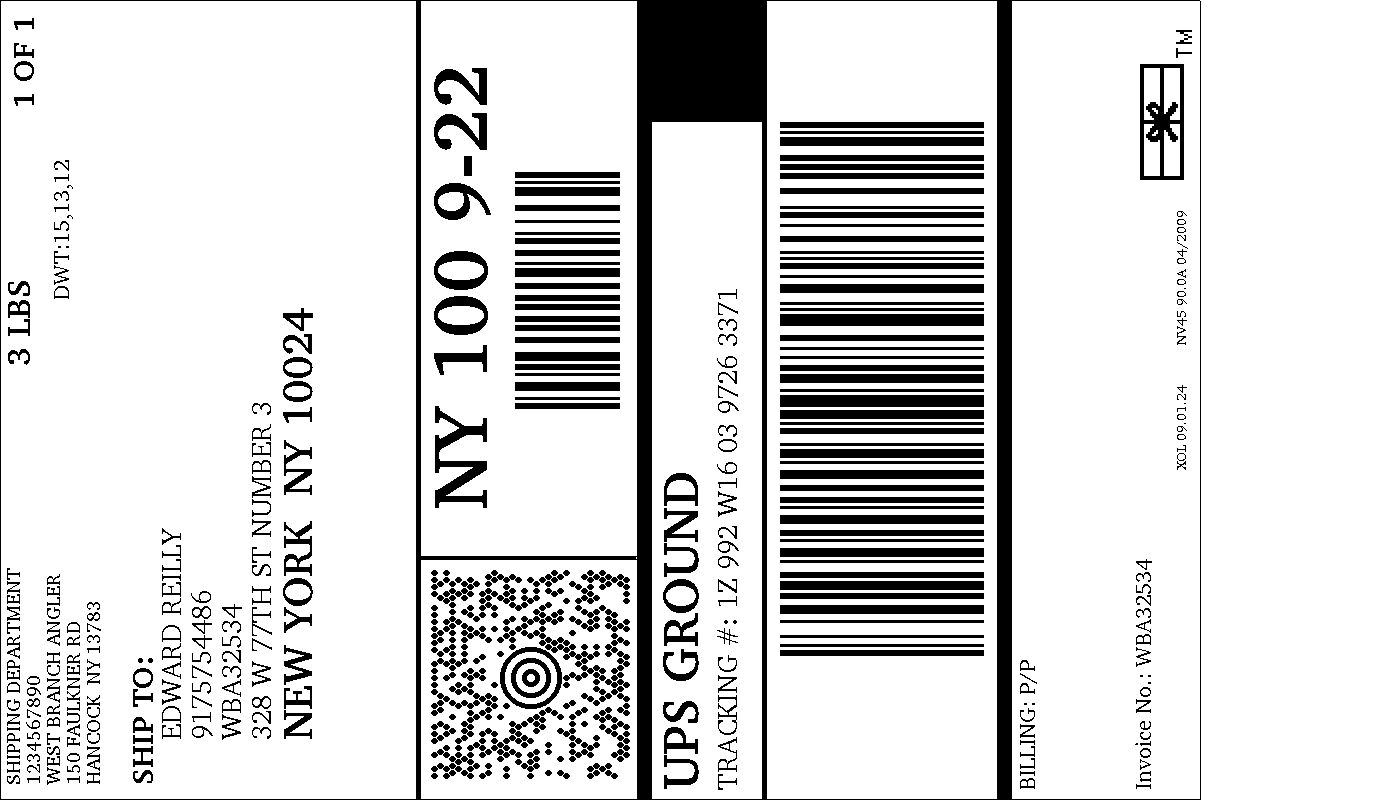 SHIPPING DEPARTMENT
1234567890
WEST BRANCH ANGLER
150 FAULKNER RD
HANCOCK NY 13783
3 LBS
1 OF 1
DWT:15,13,12
SHIP TO:
EDWARD REILLY
9175754486
WBA32534
328 W 77TH ST NUMBER 3
NEW YORK NY 10024
NY 100 9-22
UPS GROUND
TRACKING #: 1Z 992 W16 03 9726 3371
BILLING: P/P
Invoice No.: WBA32534
XOL 09.01.24
NV45 90.0A 04/2009
TM